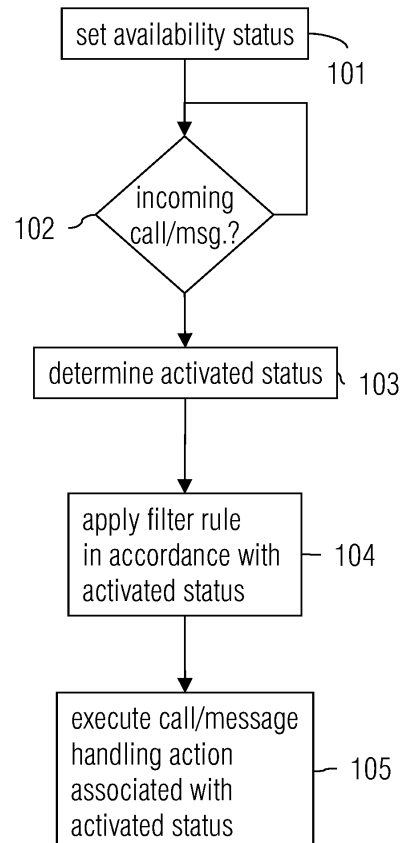 set availability status
101
incoming
call/msg.?
102
determine activated status
103
apply filter rule
in accordance with
activated status
104
execute call/message
handling action
associated with
activated status
105